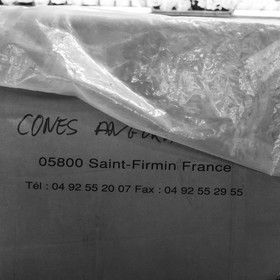 CONES
05800 Saint-Firmin France
Tél : 04 92 55 20 07 Fax : 04 92 55 29 55